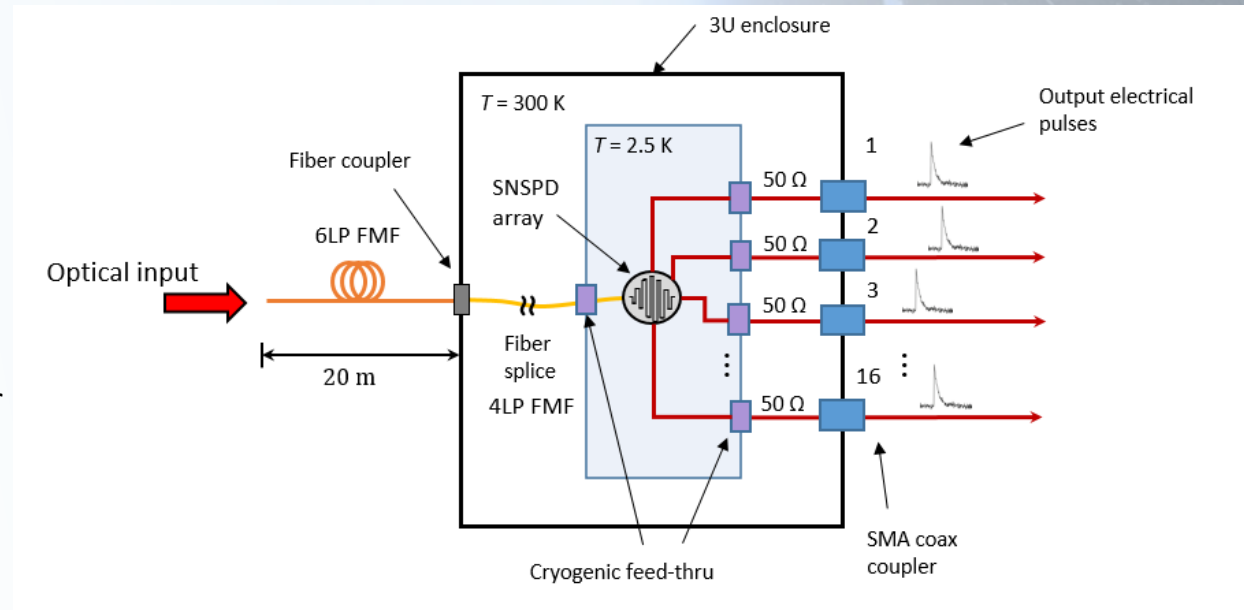 3U enclosure
T = 300 K
Output electrical
pulses
T = 2.5 K
1
Fiber coupler
SNSPD
array
50 Ω
6LP FMF
2
50 Ω
Optical input
3
50 Ω
Fiber
splice
4LP FMF
20 m
16
50 Ω
SMA coax
coupler
Cryogenic feed-thru